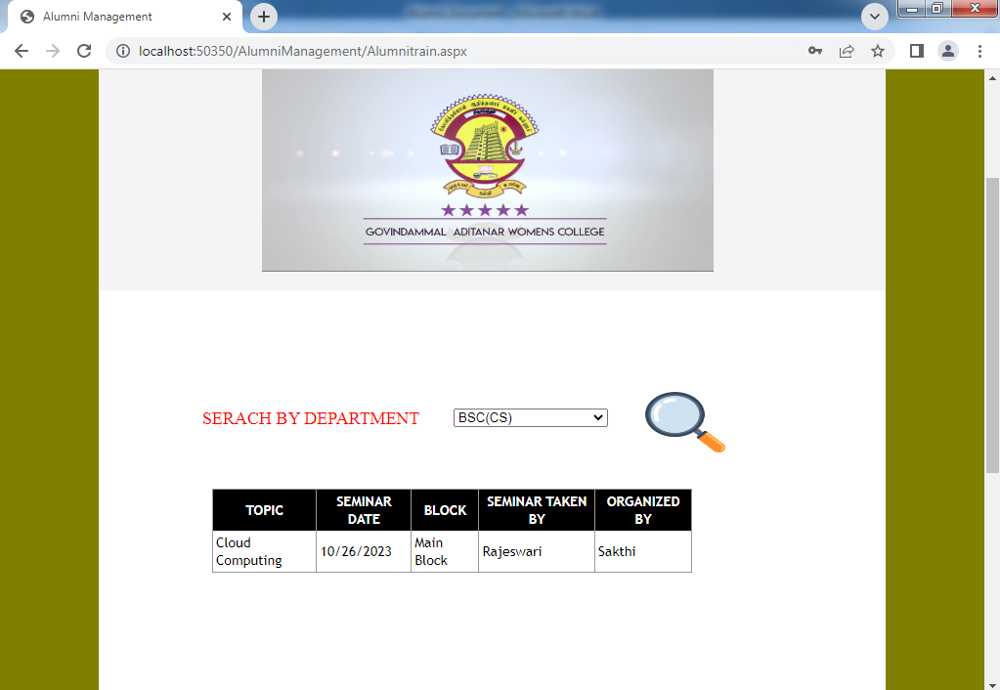 Alumni Management
localhost:50350/AlumniManagement/Alumnitrain.aspx
GOVINDAMMAL ADITANAR WOMENS COLLEGE
SERACH BY DEPARTMENT
BSC(CS)
TOPIC SEMINAR DATE BLOCK SEMINAR TAKEN BY ORGANIZED BY
Cloud Computing 10/26/2023 Main Block Rajeswari Sakthi